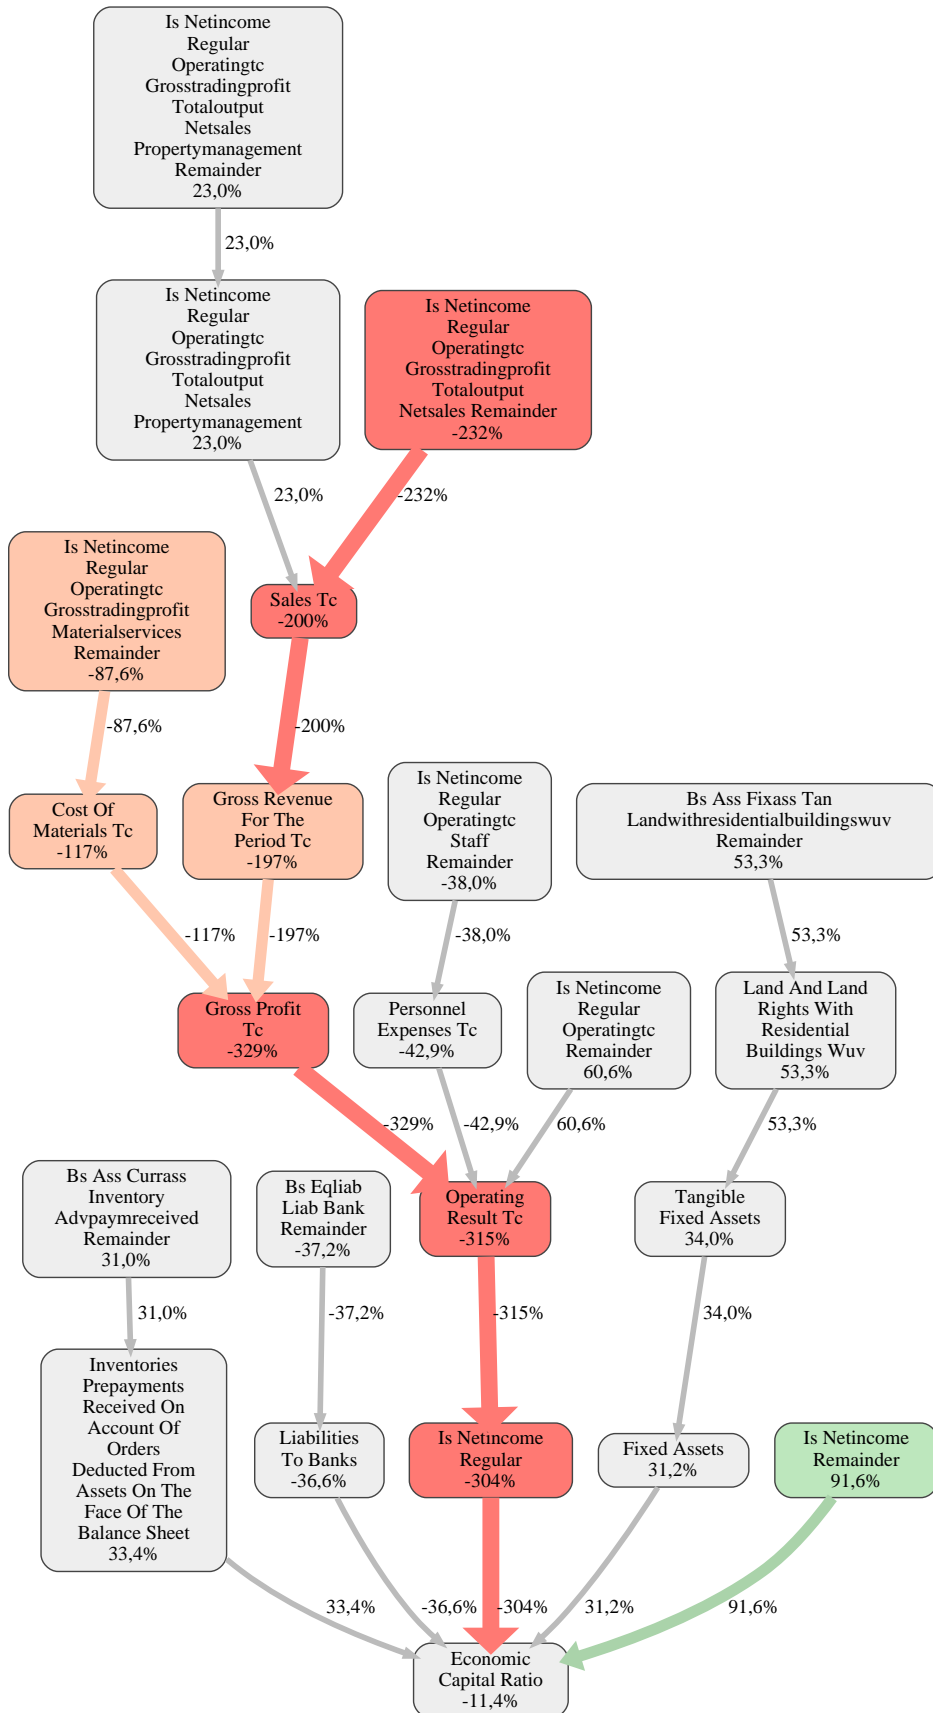 Is Netincome
Regular
Operatingtc
Grosstradingprofit
Totaloutput
Netsales
Propertymanagement
Remainder
23,0%
23,0%
Is Netincome
Regular
Operatingtc
Grosstradingprofit
Totaloutput
Netsales
Propertymanagement
23,0%
Is Netincome
Regular
Operatingtc
Grosstradingprofit
Totaloutput
Netsales Remainder
-232%
23,0%
-232%
Is Netincome
Regular
Operatingtc
Grosstradingprofit
Materialservices
Remainder
-87,6%
Sales Tc
-200%
-87,6%
-200%
Cost Of
Materials Tc
-117%
Gross Revenue
For The
Period Tc
-197%
Is Netincome
Regular
Operatingtc
Staff
Remainder
-38,0%
Bs Ass Fixass Tan
Landwithresidentialbuildingswuv
Remainder
53,3%
-117%
-197%
-38,0%
53,3%
Gross Profit
Tc
-329%
Personnel
Expenses Tc
-42,9%
Is Netincome
Regular
Operatingtc
Remainder
60,6%
Land And Land
Rights With
Residential
Buildings Wuv
53,3%
-329%
-42,9%
60,6%
53,3%
Bs Ass Currass
Inventory
Advpaymreceived
Remainder
31,0%
Bs Eqliab
Liab Bank
Remainder
-37,2%
Operating
Result Tc
-315%
Tangible
Fixed Assets
34,0%
31,0%
-37,2%
-315%
34,0%
Inventories
Prepayments
Received On
Account Of
Orders
Deducted From
Assets On The
Face Of The
Balance Sheet
33,4%
Liabilities
To Banks
-36,6%
Is Netincome
Regular
-304%
Fixed Assets
31,2%
Is Netincome
Remainder
91,6%
33,4%
-36,6%
-304%
31,2%
91,6%
Economic
Capital Ratio
-11,4%